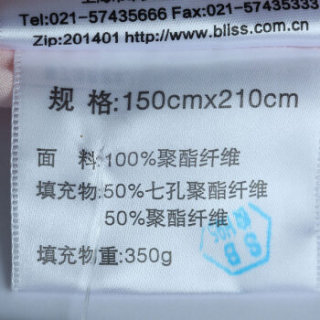 Tel:021-57435666 Fax:021-57435333
Zip:201401 http://www.bliss.com.cn
规 格:150cmx210cm
面 料:100%聚酯纤维
填充物:50%七孔聚酯纤维
50%聚酯纤维
填充物重:350g